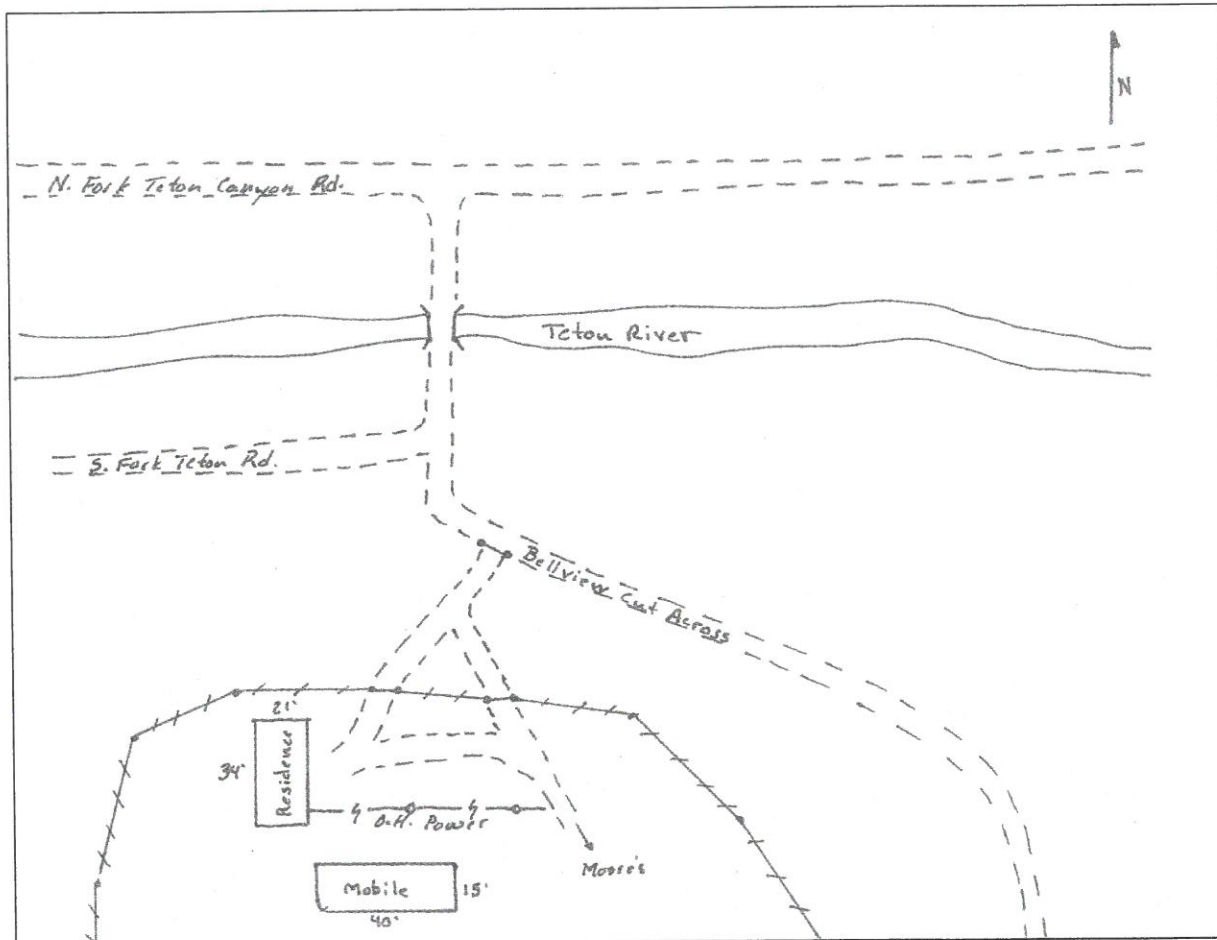 N
N. Fork Teton Canyon Rd.
Teton River
S. Fork Teton Rd.
Bellview Cut Across
21'
34'
Residence
O.H. Power
Moore's
Mobile
15'
40'